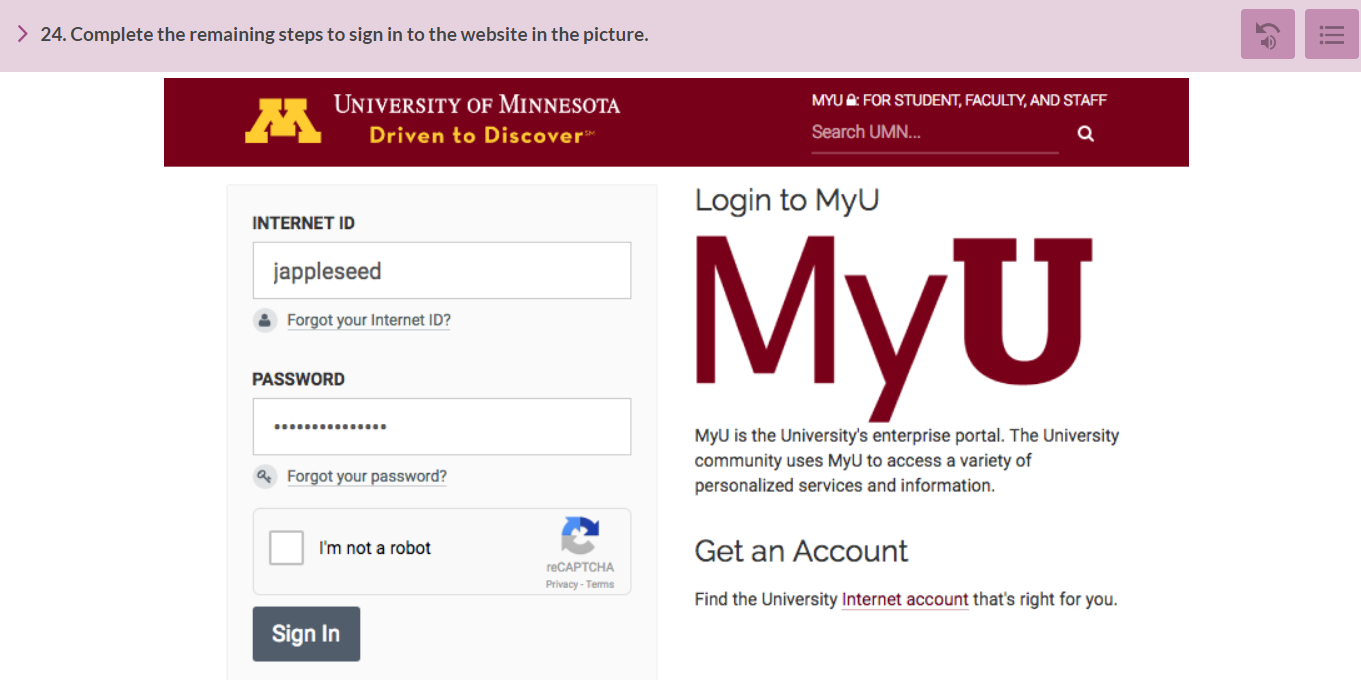 24. Complete the remaining steps to sign in to the website in the picture.
UNIVERSITY OF MINNESOTA
Driven to Discover℠
MYU : FOR STUDENT, FACULTY, AND STAFF
Search UMN...
INTERNET ID
jappleseed
Forgot your Internet ID?
PASSWORD
•••••••••••••••
Forgot your password?
I'm not a robot
reCAPTCHA
Privacy - Terms
Sign In
Login to MyU
MyU
MyU is the University's enterprise portal. The University
community uses MyU to access a variety of
personalized services and information.
Get an Account
Find the University Internet account that's right for you.